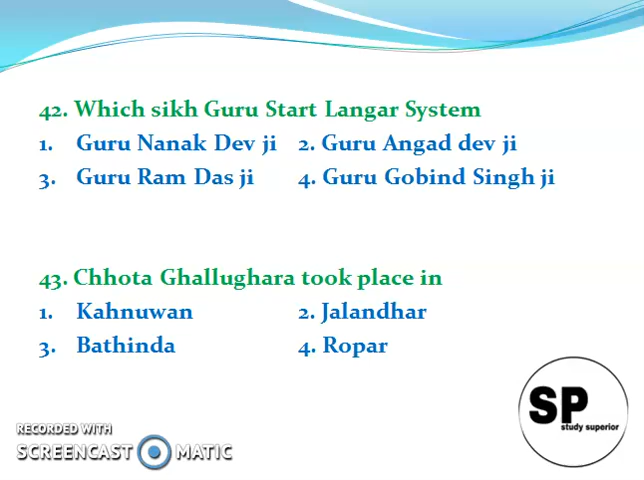 42. Which sikh Guru Start Langar System
1. Guru Nanak Dev ji 2. Guru Angad dev ji
3. Guru Ram Das ji 4. Guru Gobind Singh ji
43. Chhota Ghallughara took place in
1. Kahnuwan 2. Jalandhar
3. Bathinda 4. Ropar
SP
study superior
RECORDED WITH
SCREENCAST MATIC